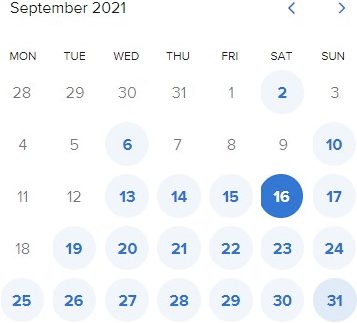 September 2021
MON TUE WED THU FRI SAT SUN
28 29 30 31 1 2 3
4 5 6 7 8 9 10
11 12 13 14 15 16 17
18 19 20 21 22 23 24
25 26 27 28 29 30 31